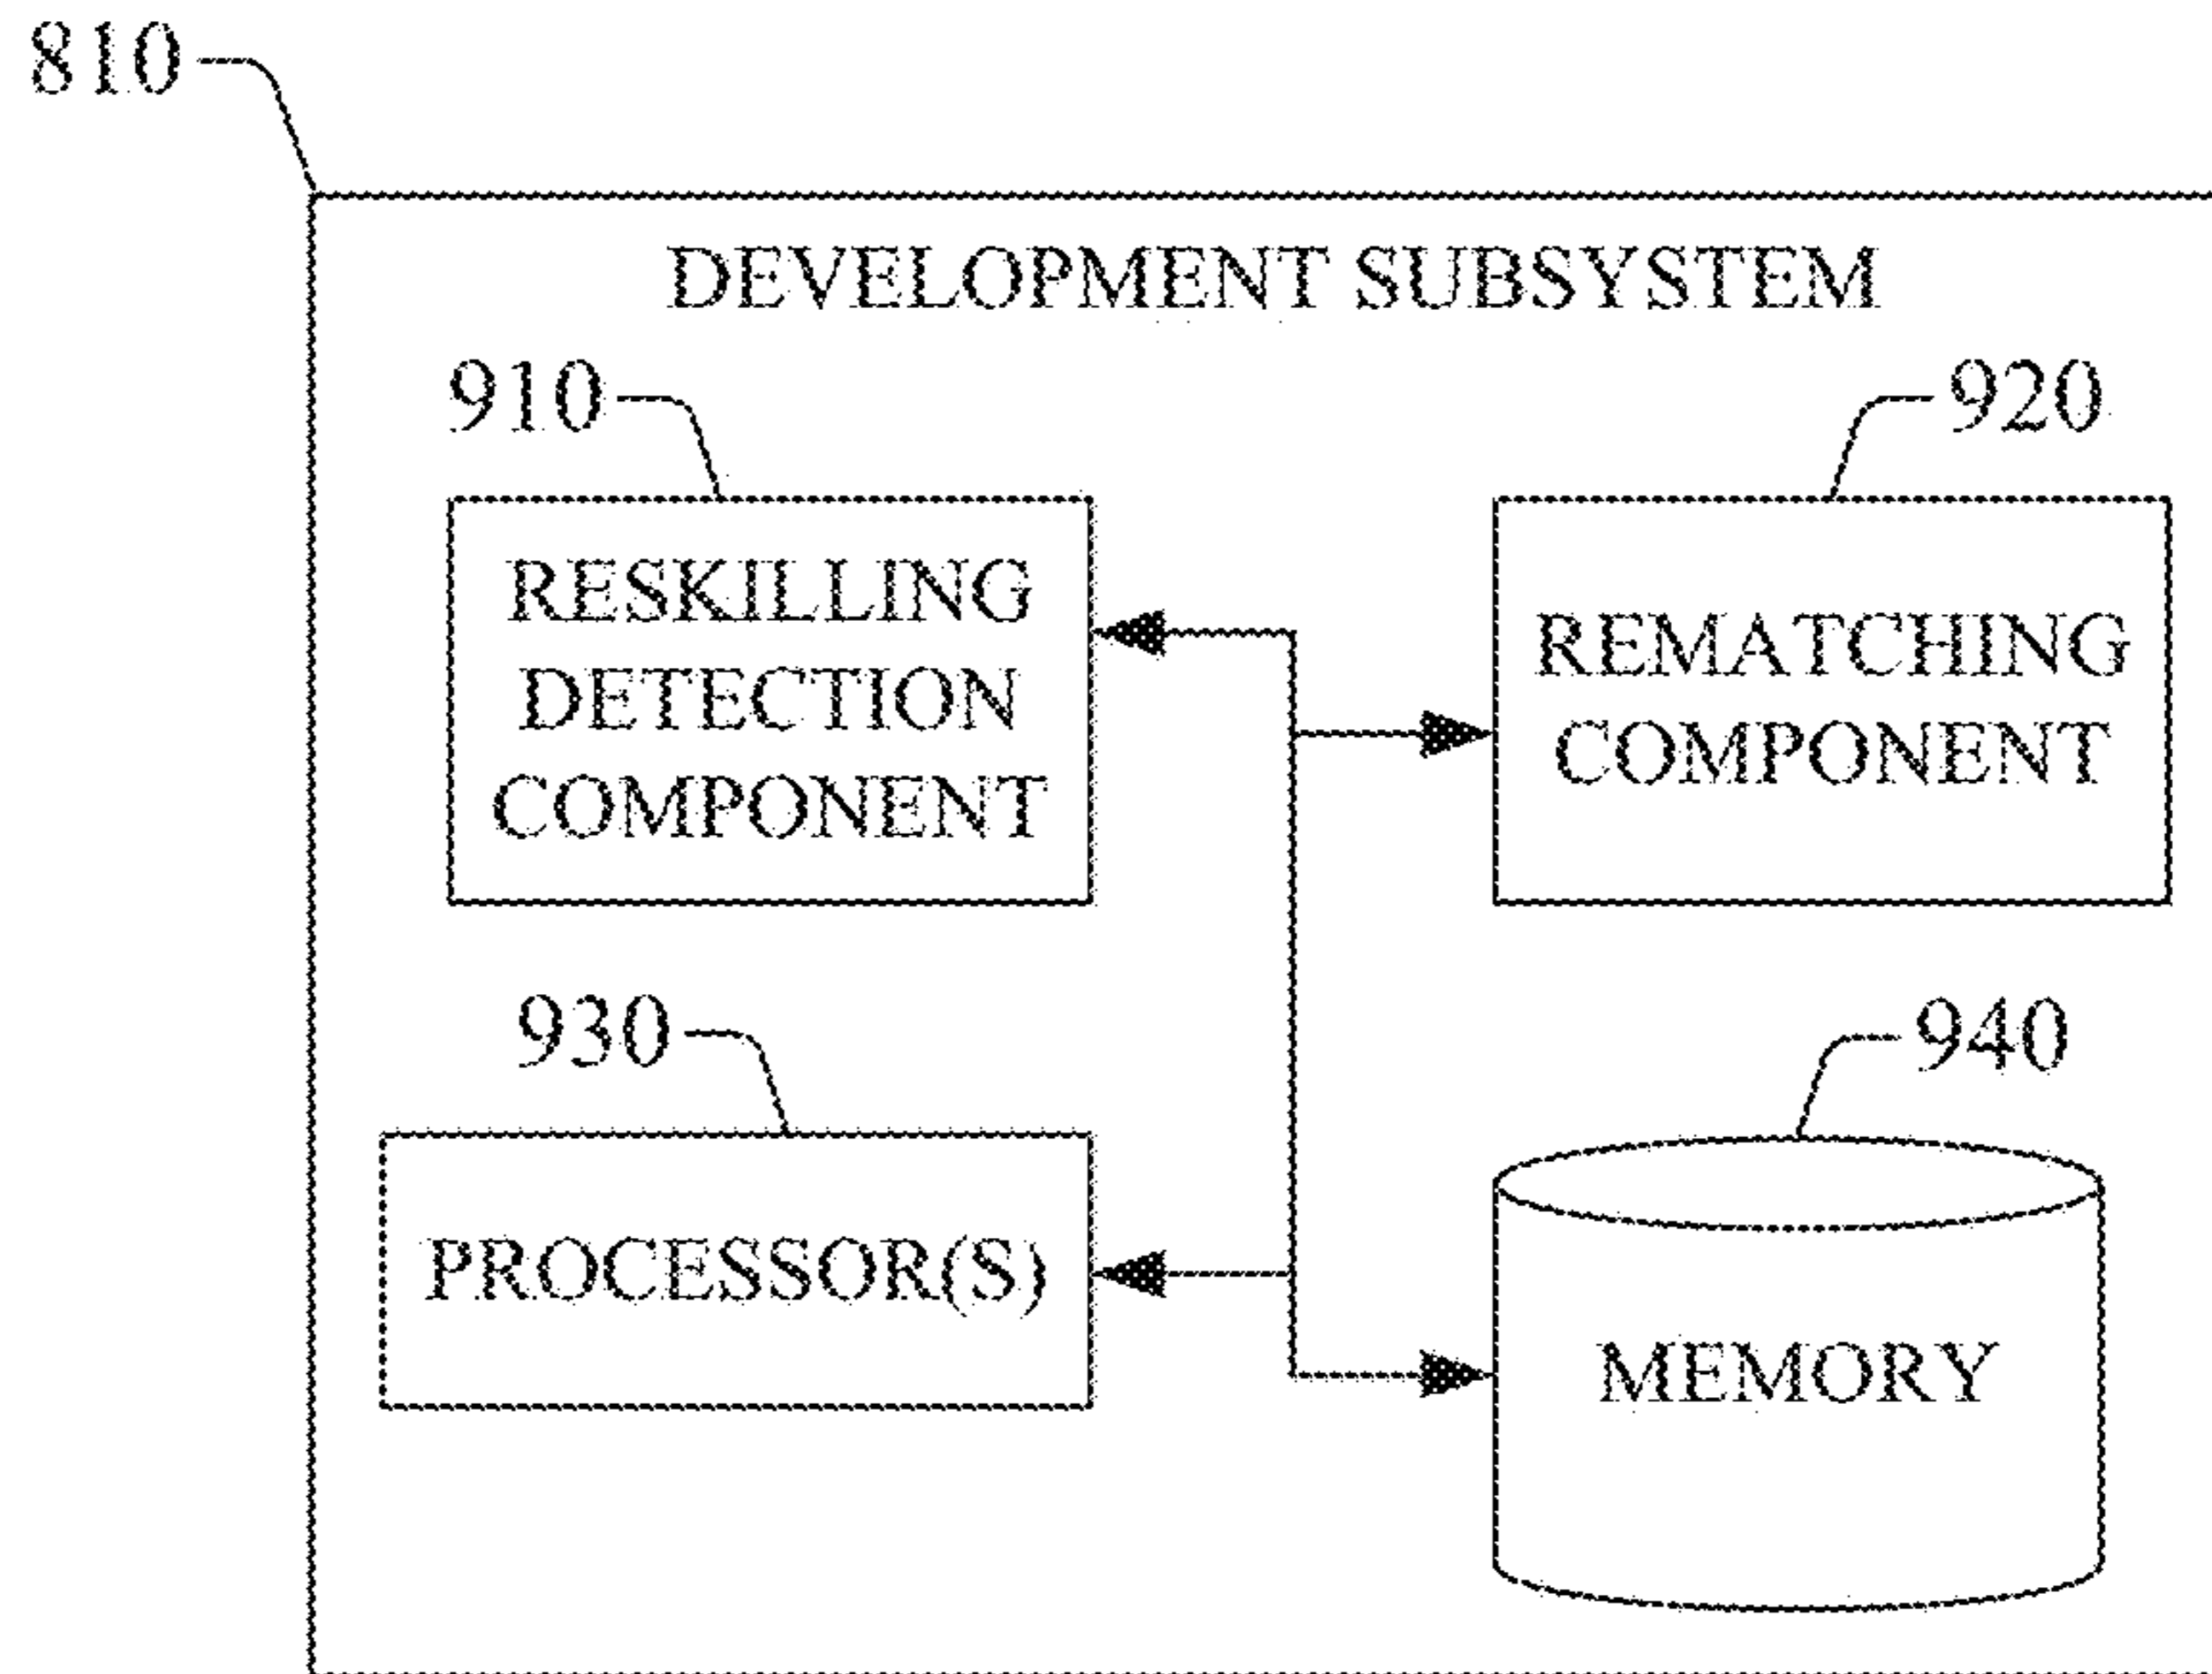 810
DEVELOPMENT SUBSYSTEM
910
920
RESKILLING
DETECTION
COMPONENT
REMATCHING
COMPONENT
930
940
PROCESSOR(S)
MEMORY